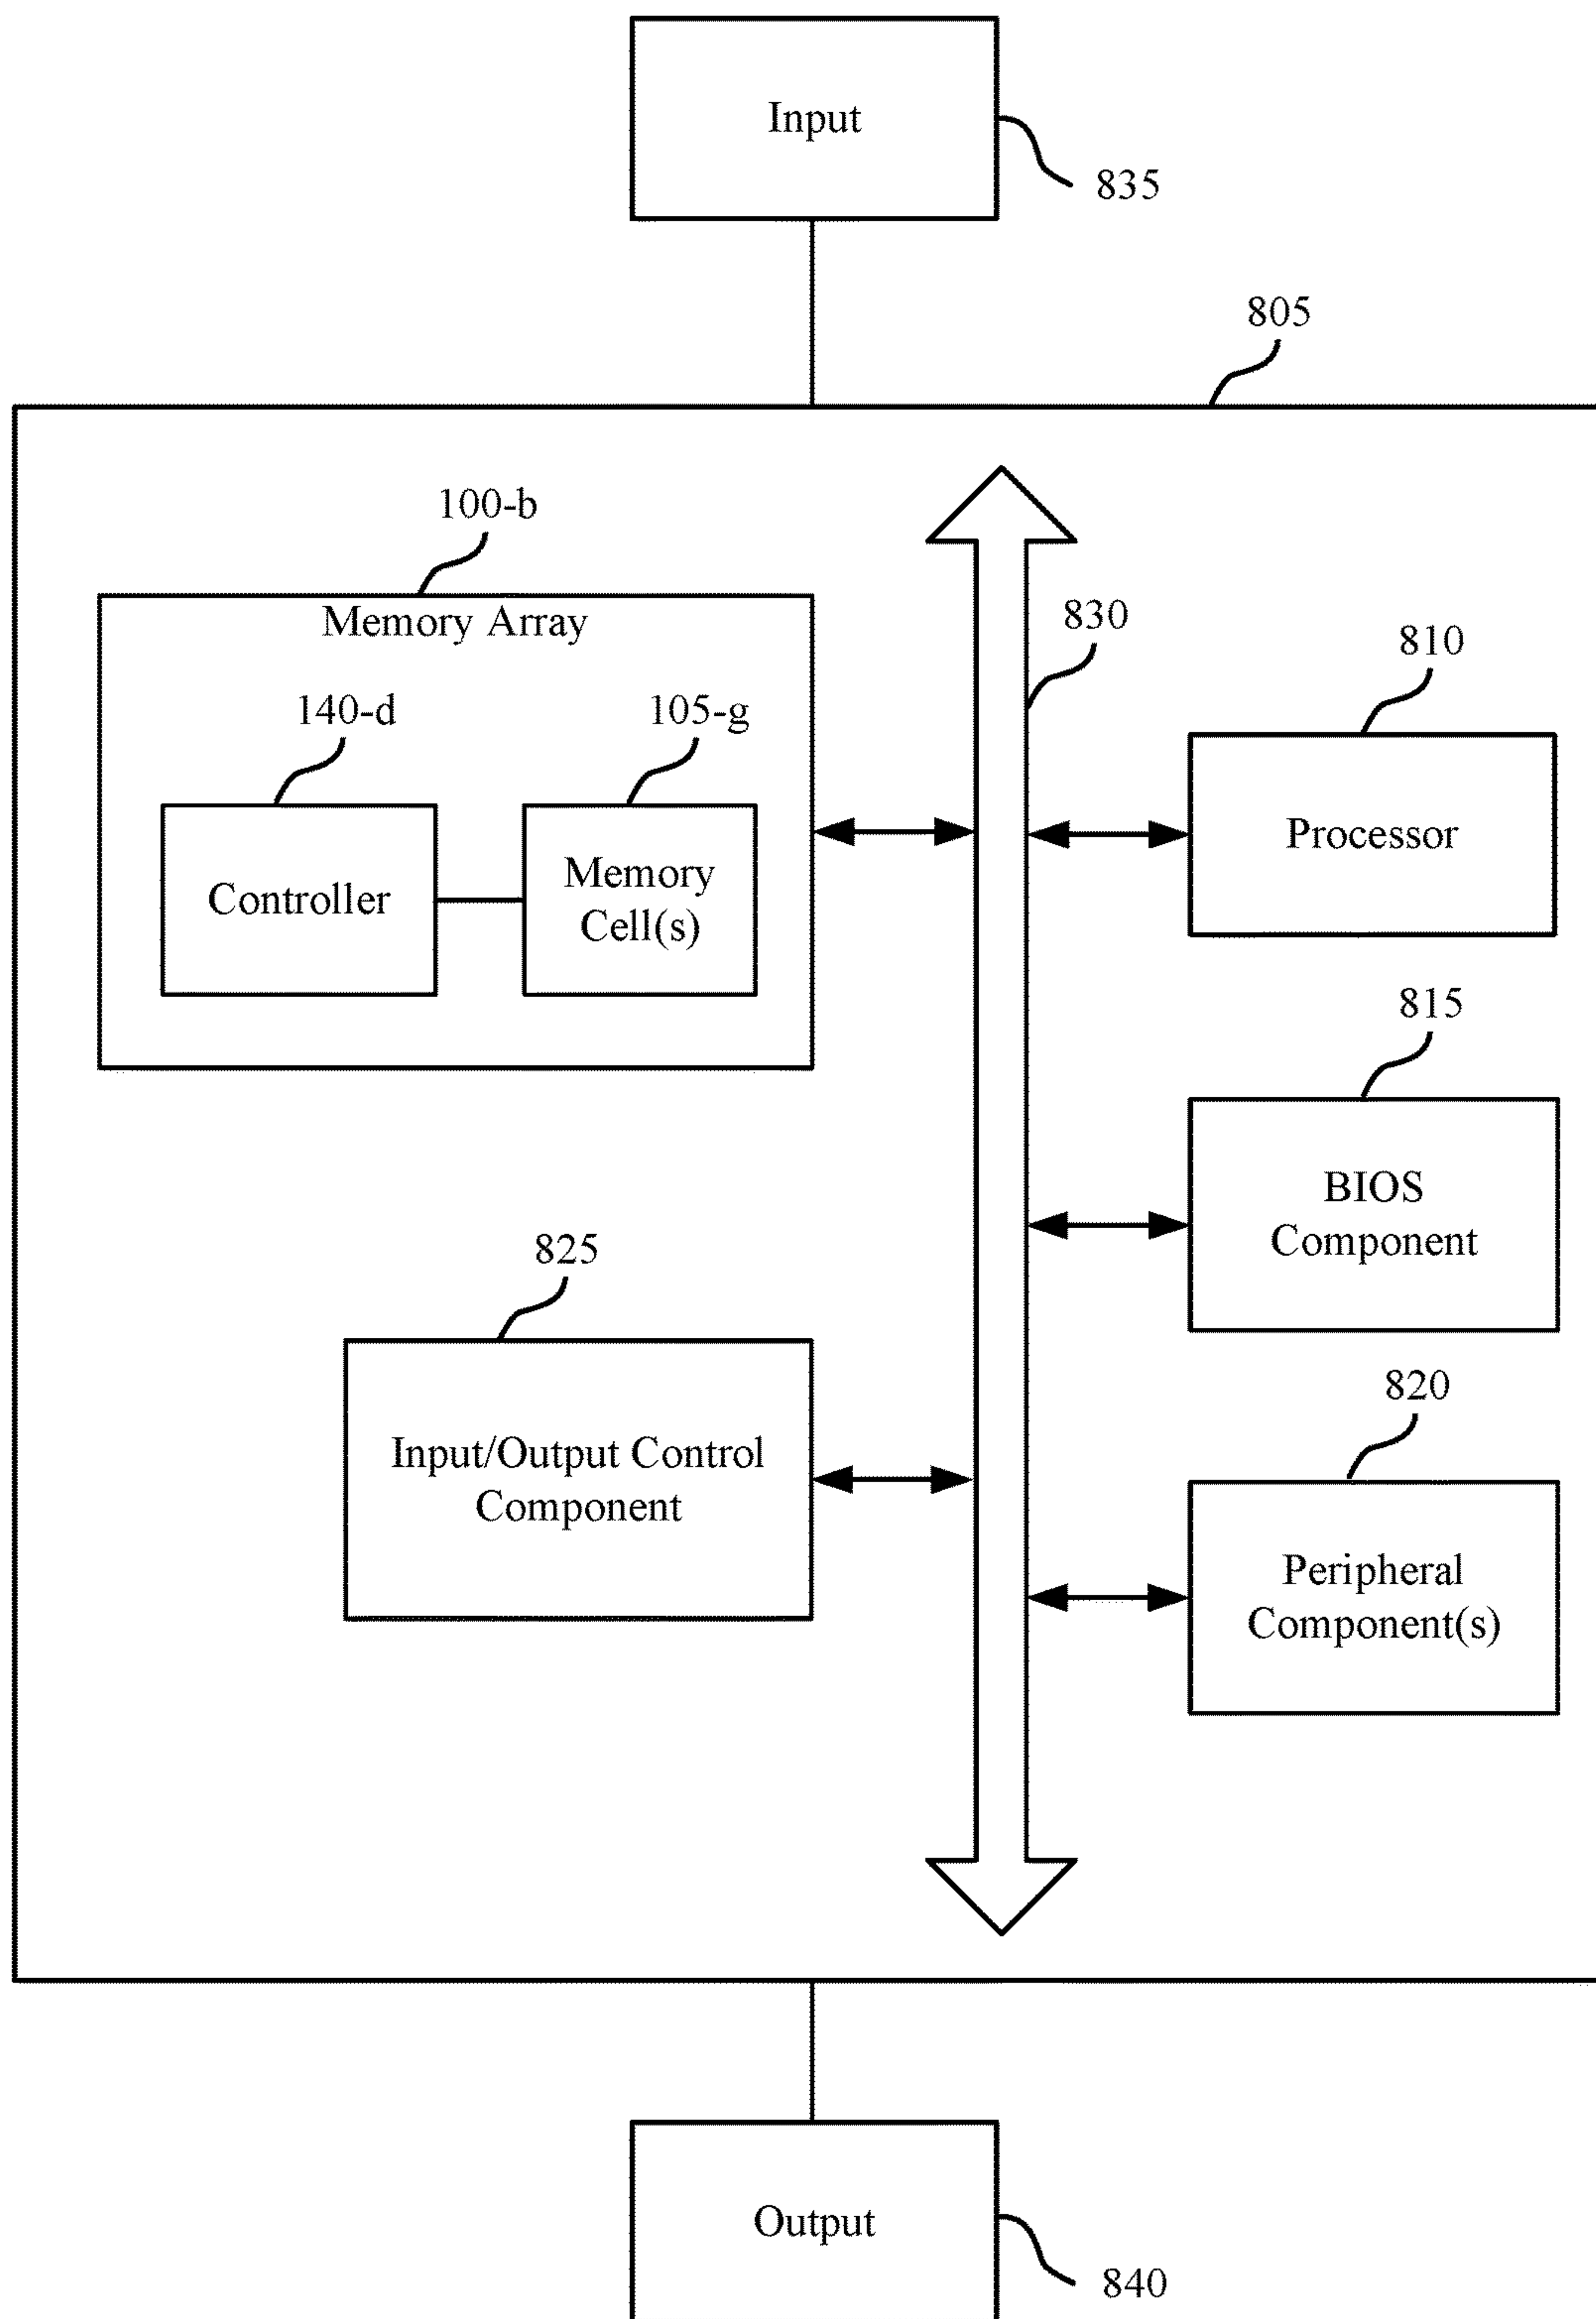 Input
835
805
100-b
Memory Array
830
810
140-d
105-g
Processor
Controller
Memory
Cell(s)
815
BIOS
Component
825
820
Input/Output Control
Component
Peripheral
Component(s)
Output
840